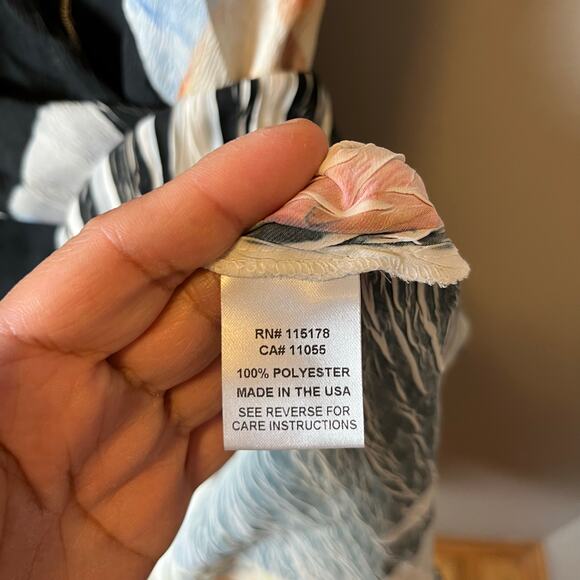 RN# 115178
CA# 11055
100% POLYESTER
MADE IN THE USA
SEE REVERSE FOR
CARE INSTRUCTIONS